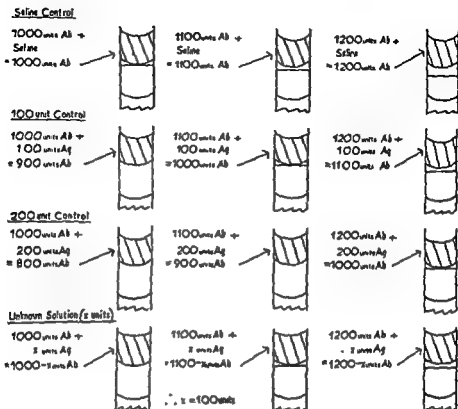 Saline Control
1000 units Ab +
Saline
= 1000 units Ab
1100 units Ab +
Saline
= 1100 units Ab
1200 units Ab +
Saline
= 1200 units Ab
100 unit Control
1000 units Ab +
100 units Ag
= 900 units Ab
1100 units Ab +
100 units Ag
= 1000 units Ab
1200 units Ab +
100 units Ag
= 1100 units Ab
200 unit Control
1000 units Ab +
200 units Ag
= 800 units Ab
1100 units Ab +
200 units Ag
= 900 units Ab
1200 units Ab +
200 units Ag
= 1000 units Ab
Unknown Solution (x units)
1000 units Ab +
x units Ag
= 1000-x units Ab
1100 units Ab +
x units Ag
= 1100-x units Ab
1200 units Ab +
x units Ag
= 1200-x units Ab
∴ x = 100 units